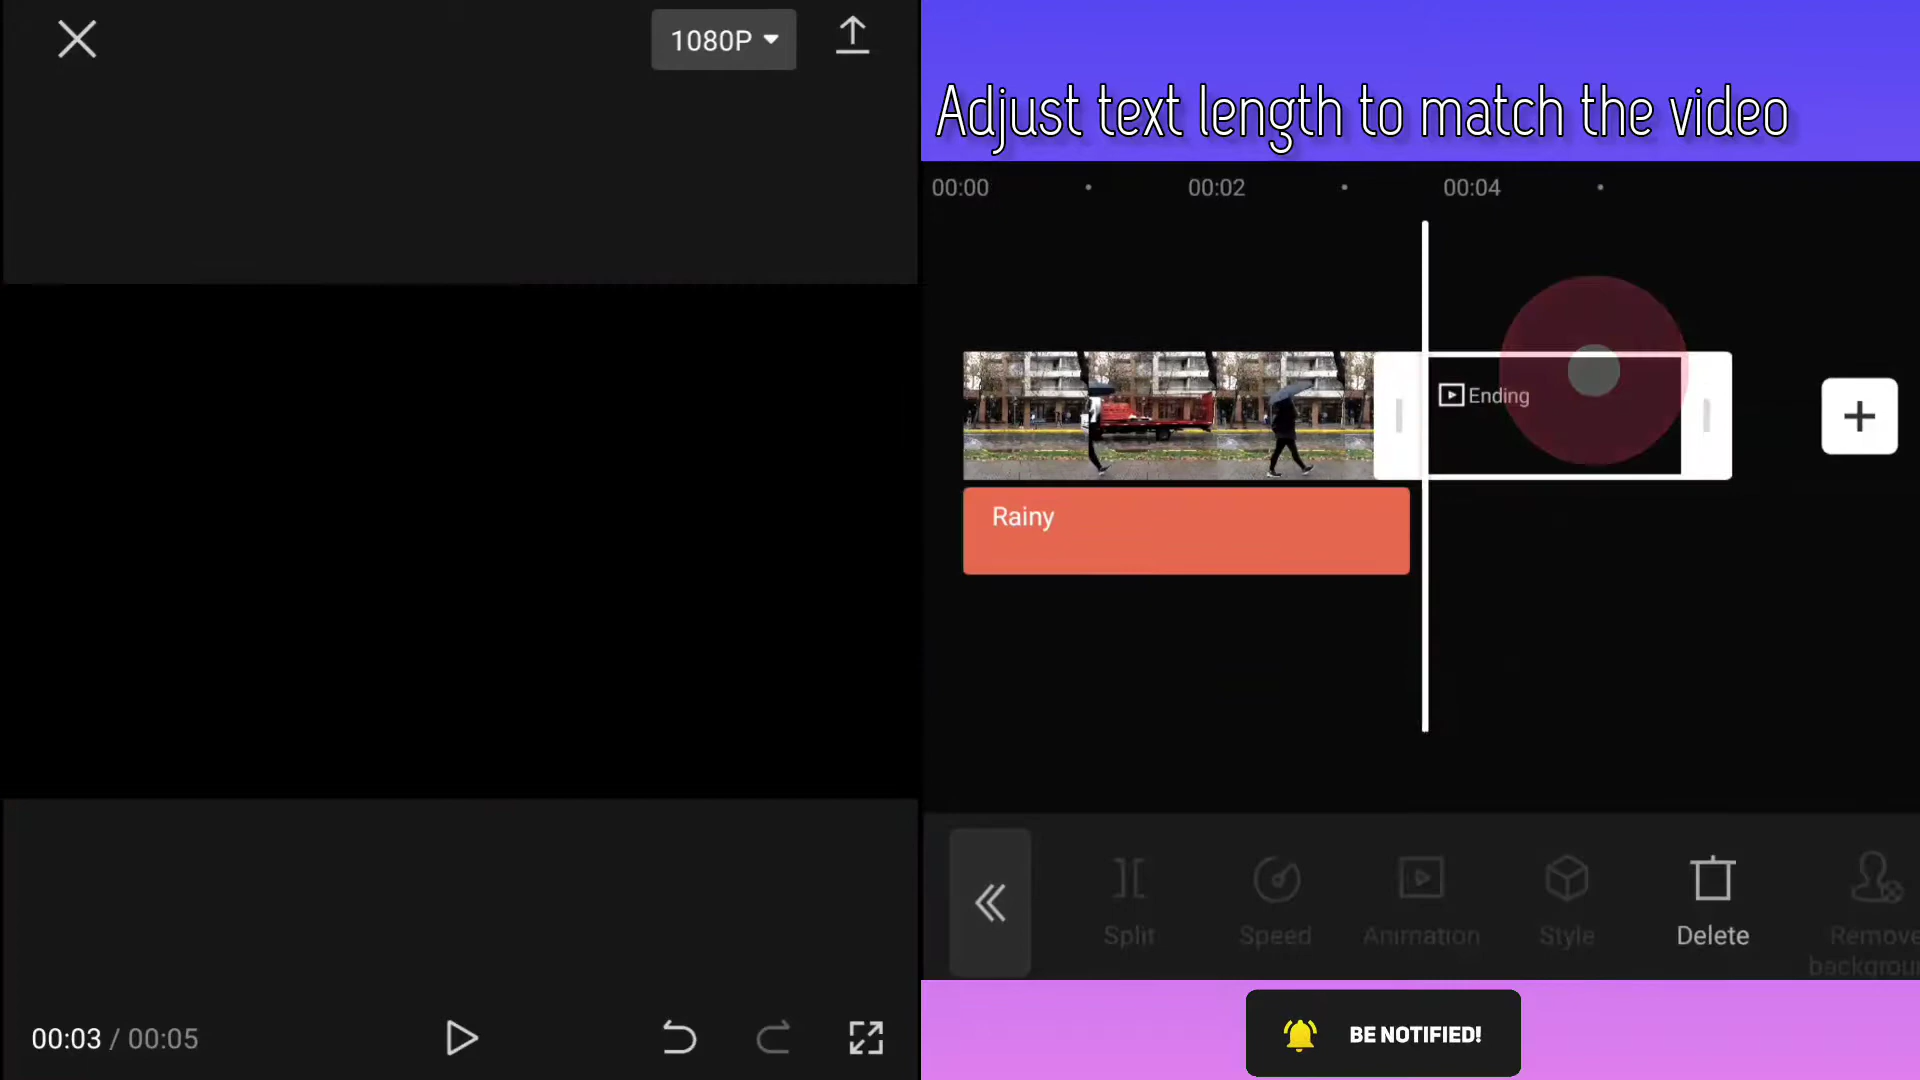 1080P
Adjust text length to match the video
00:00
00:02
00:04
Ending
Rainy
Split
Speed
Animation
Style
Delete
Remove
00:03 / 00:05
BE NOTIFIED!